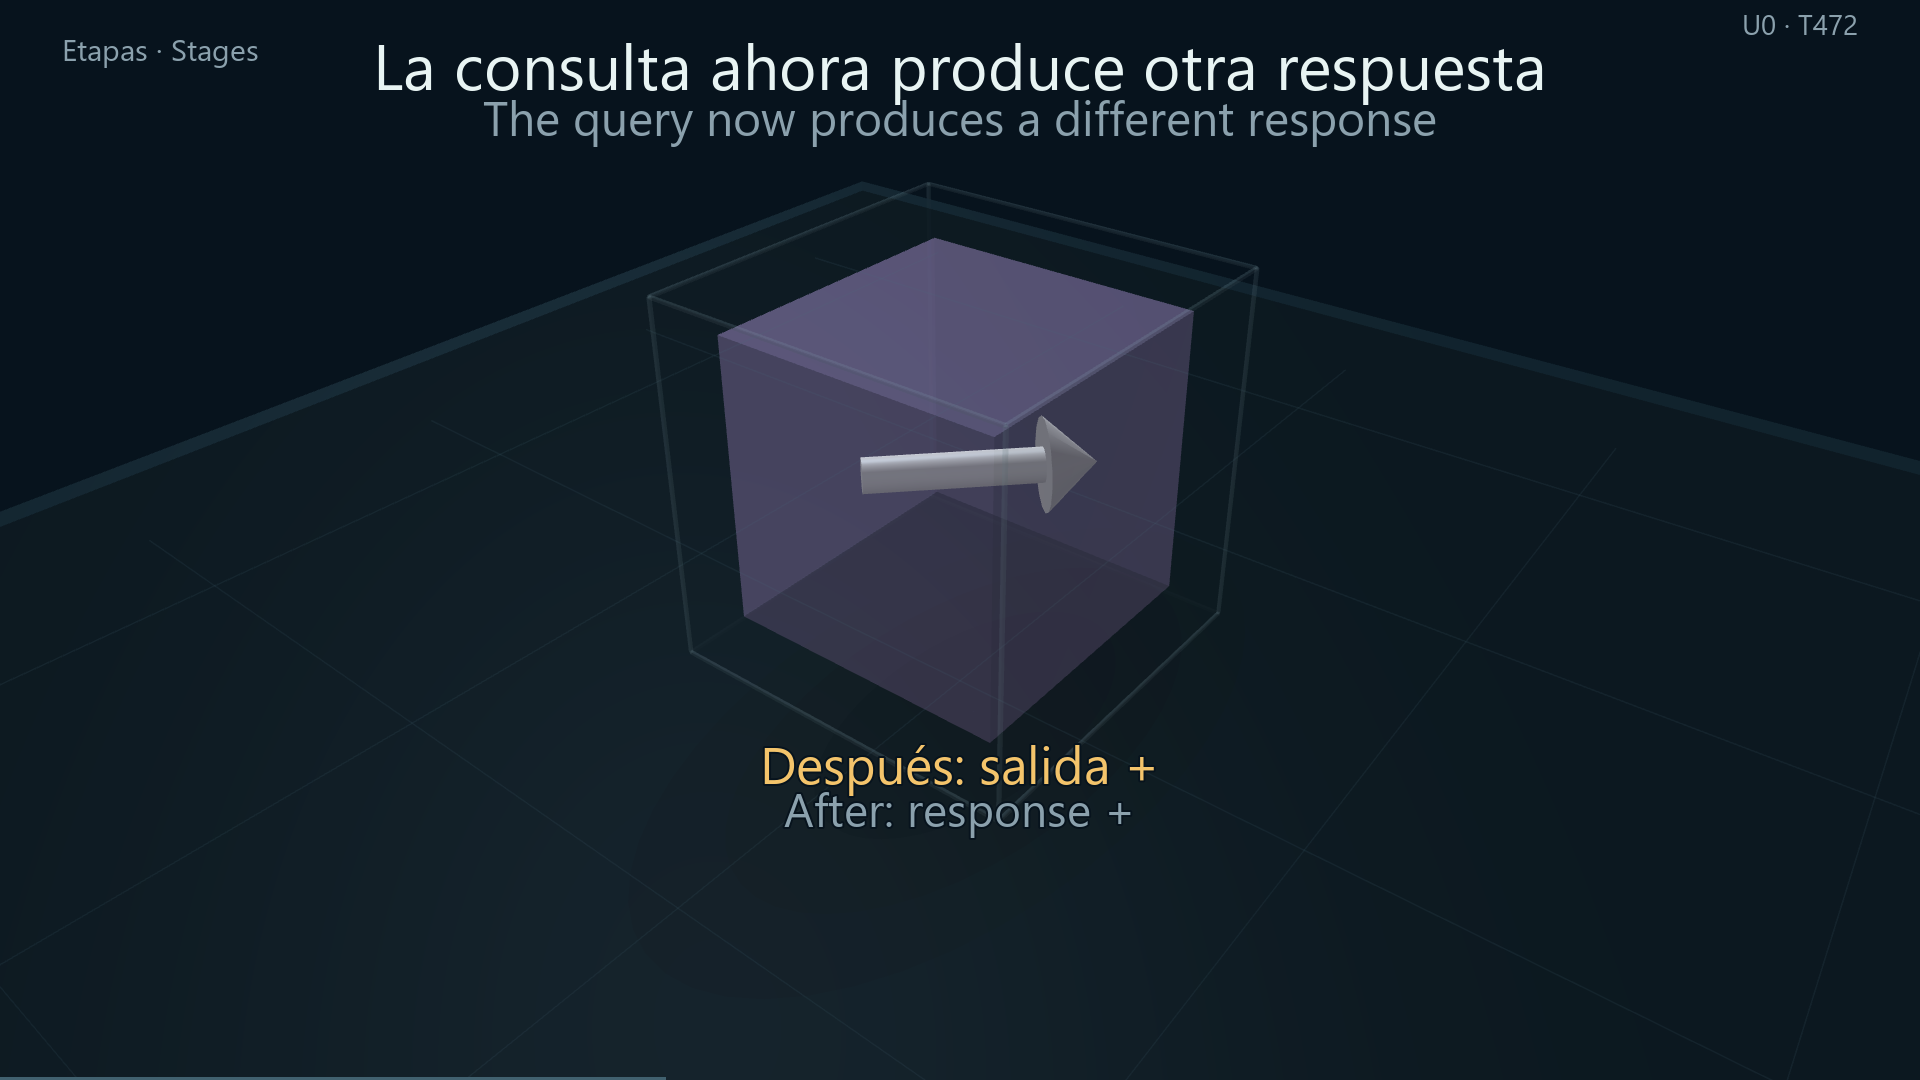 Etapas · Stages
U0 · T472
La consulta ahora produce otra respuesta
The query now produces a different response
Después: salida +
After: response +